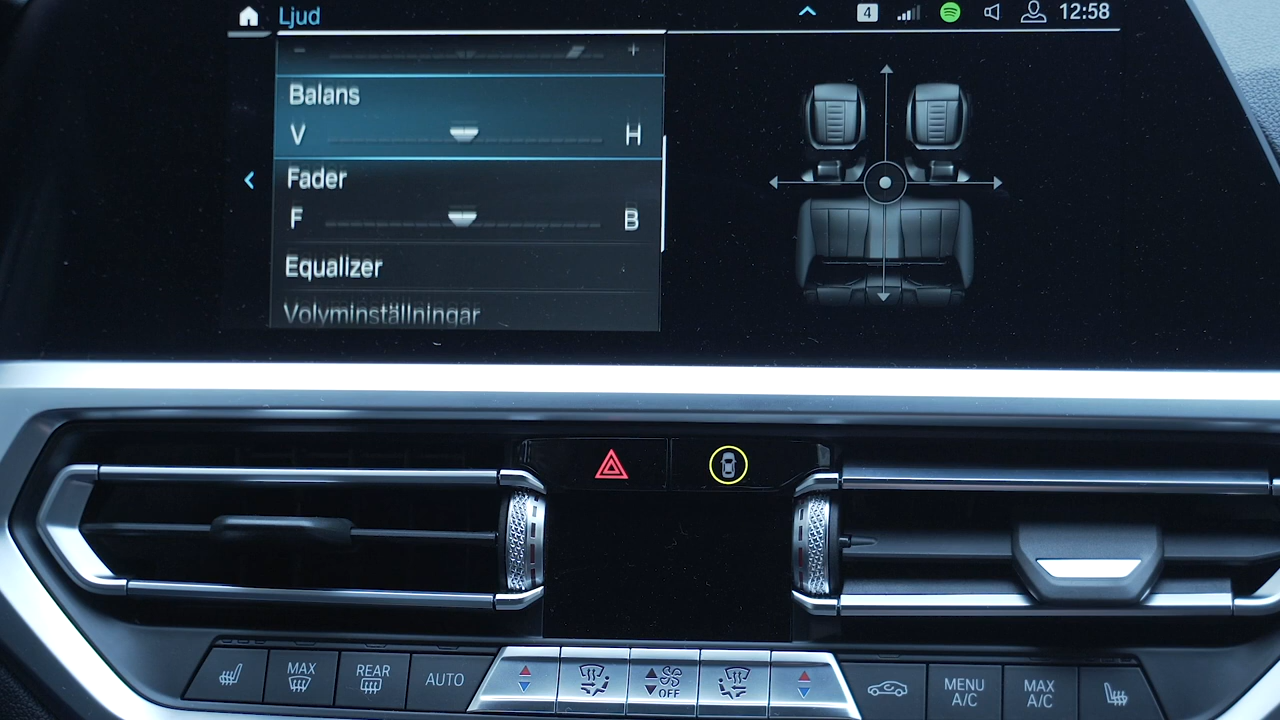 Ljud
4
12:58
- +
Balans
V H
Fader
F B
Equalizer
Volyminställningar
MAX
REAR
AUTO
OFF
MENU A/C
MAX A/C